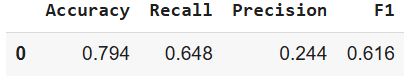 Accuracy Recall Precision F1
0 0.794 0.648 0.244 0.616